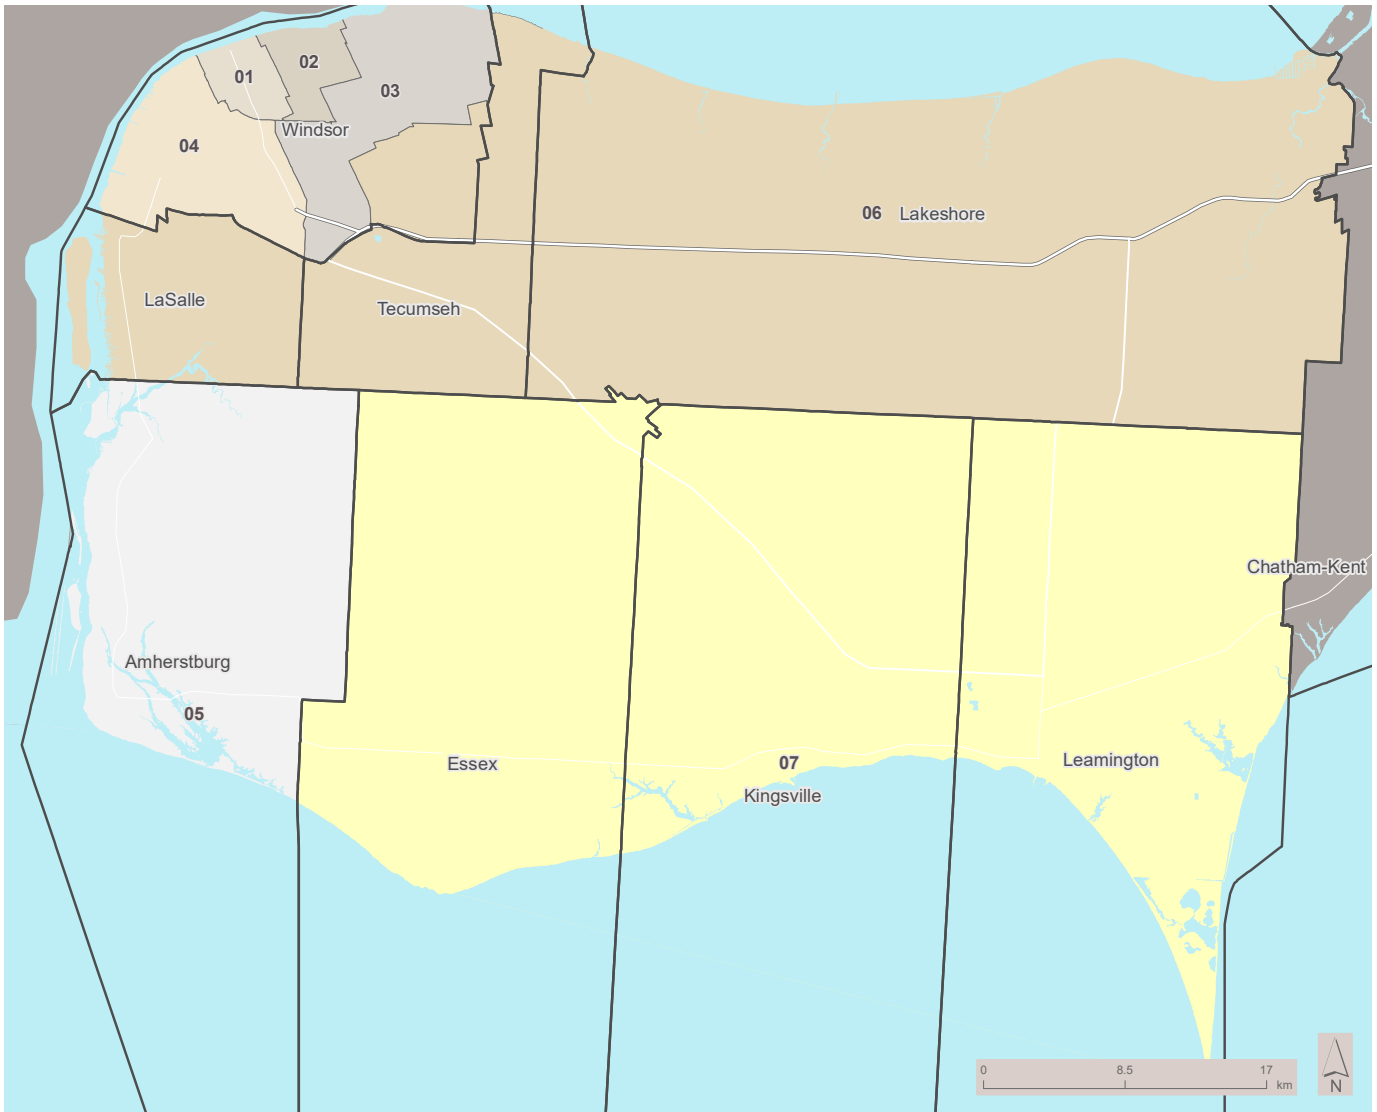 02
01
03
Windsor
04
06 Lakeshore
LaSalle
Tecumseh
Chatham-Kent
Amherstburg
05
Essex
07
Leamington
Kingsville
0 8.5 17
km
N